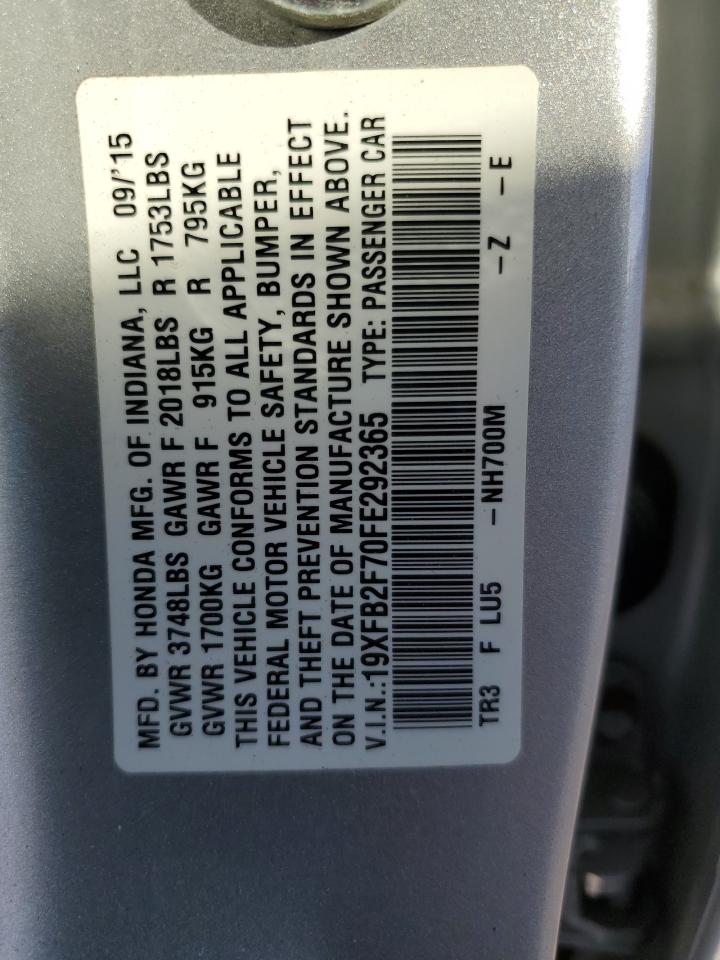 MFD. BY HONDA MFG. OF INDIANA, LLC 09/'15
GVWR 3748LBS GAWR F 2018LBS R 1753LBS
GVWR 1700KG GAWR F 915KG R 795KG
THIS VEHICLE CONFORMS TO ALL APPLICABLE
FEDERAL MOTOR VEHICLE SAFETY, BUMPER,
AND THEFT PREVENTION STANDARDS IN EFFECT
ON THE DATE OF MANUFACTURE SHOWN ABOVE.
V.I.N.:19XFB2F70FE292365 TYPE: PASSENGER CAR
TR3 F LU5 –NH700M –Z –E